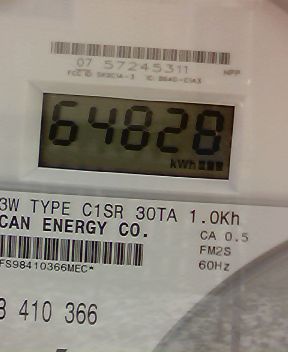 07 57245311
64828
kWh
3W TYPE C1SR 30TA 1.0Kh
CAN ENERGY CO.
CA 0.5
FM2S
60Hz
FS98410366MEC*
8 410 366